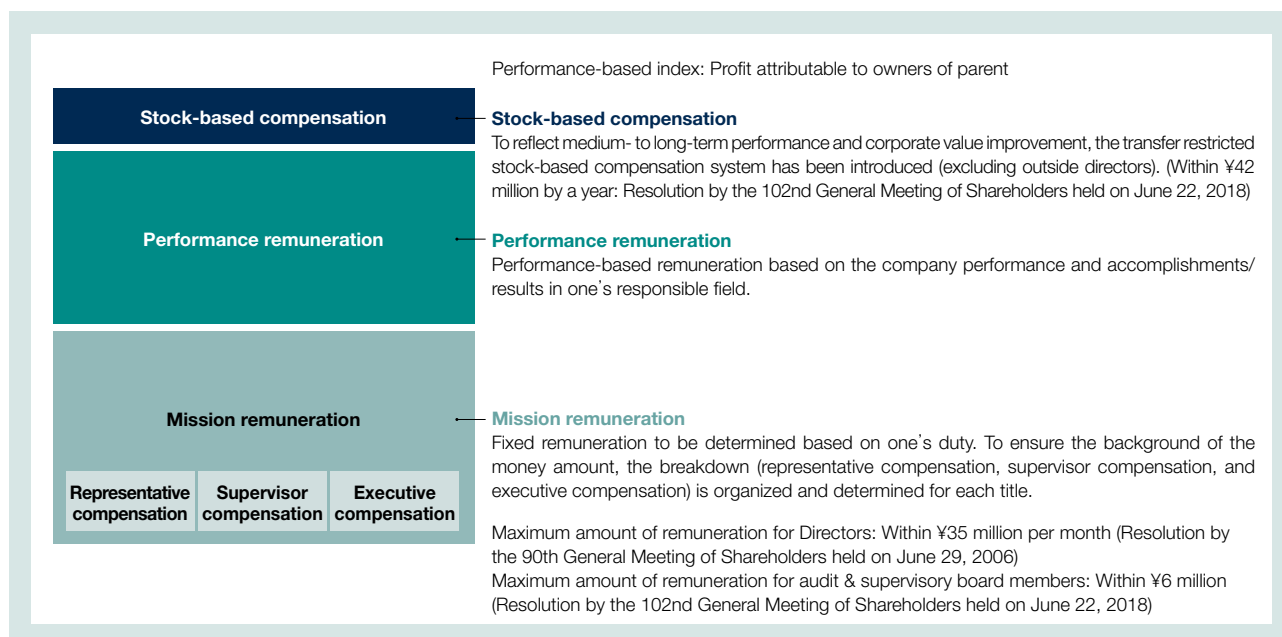 Performance-based index: Profit attributable to owners of parent
Stock-based compensation
Stock-based compensation
To reflect medium- to long-term performance and corporate value improvement, the transfer restricted
stock-based compensation system has been introduced (excluding outside directors). (Within ¥42
million by a year: Resolution by the 102nd General Meeting of Shareholders held on June 22, 2018)
Performance remuneration
Performance remuneration
Performance-based remuneration based on the company performance and accomplishments/
results in one's responsible field.
Mission remuneration
Representative
compensation
Supervisor
compensation
Executive
compensation
Mission remuneration
Fixed remuneration to be determined based on one's duty. To ensure the background of the
money amount, the breakdown (representative compensation, supervisor compensation, and
executive compensation) is organized and determined for each title.
Maximum amount of remuneration for Directors: Within ¥35 million per month (Resolution by
the 90th General Meeting of Shareholders held on June 29, 2006)
Maximum amount of remuneration for audit & supervisory board members: Within ¥6 million
(Resolution by the 102nd General Meeting of Shareholders held on June 22, 2018)